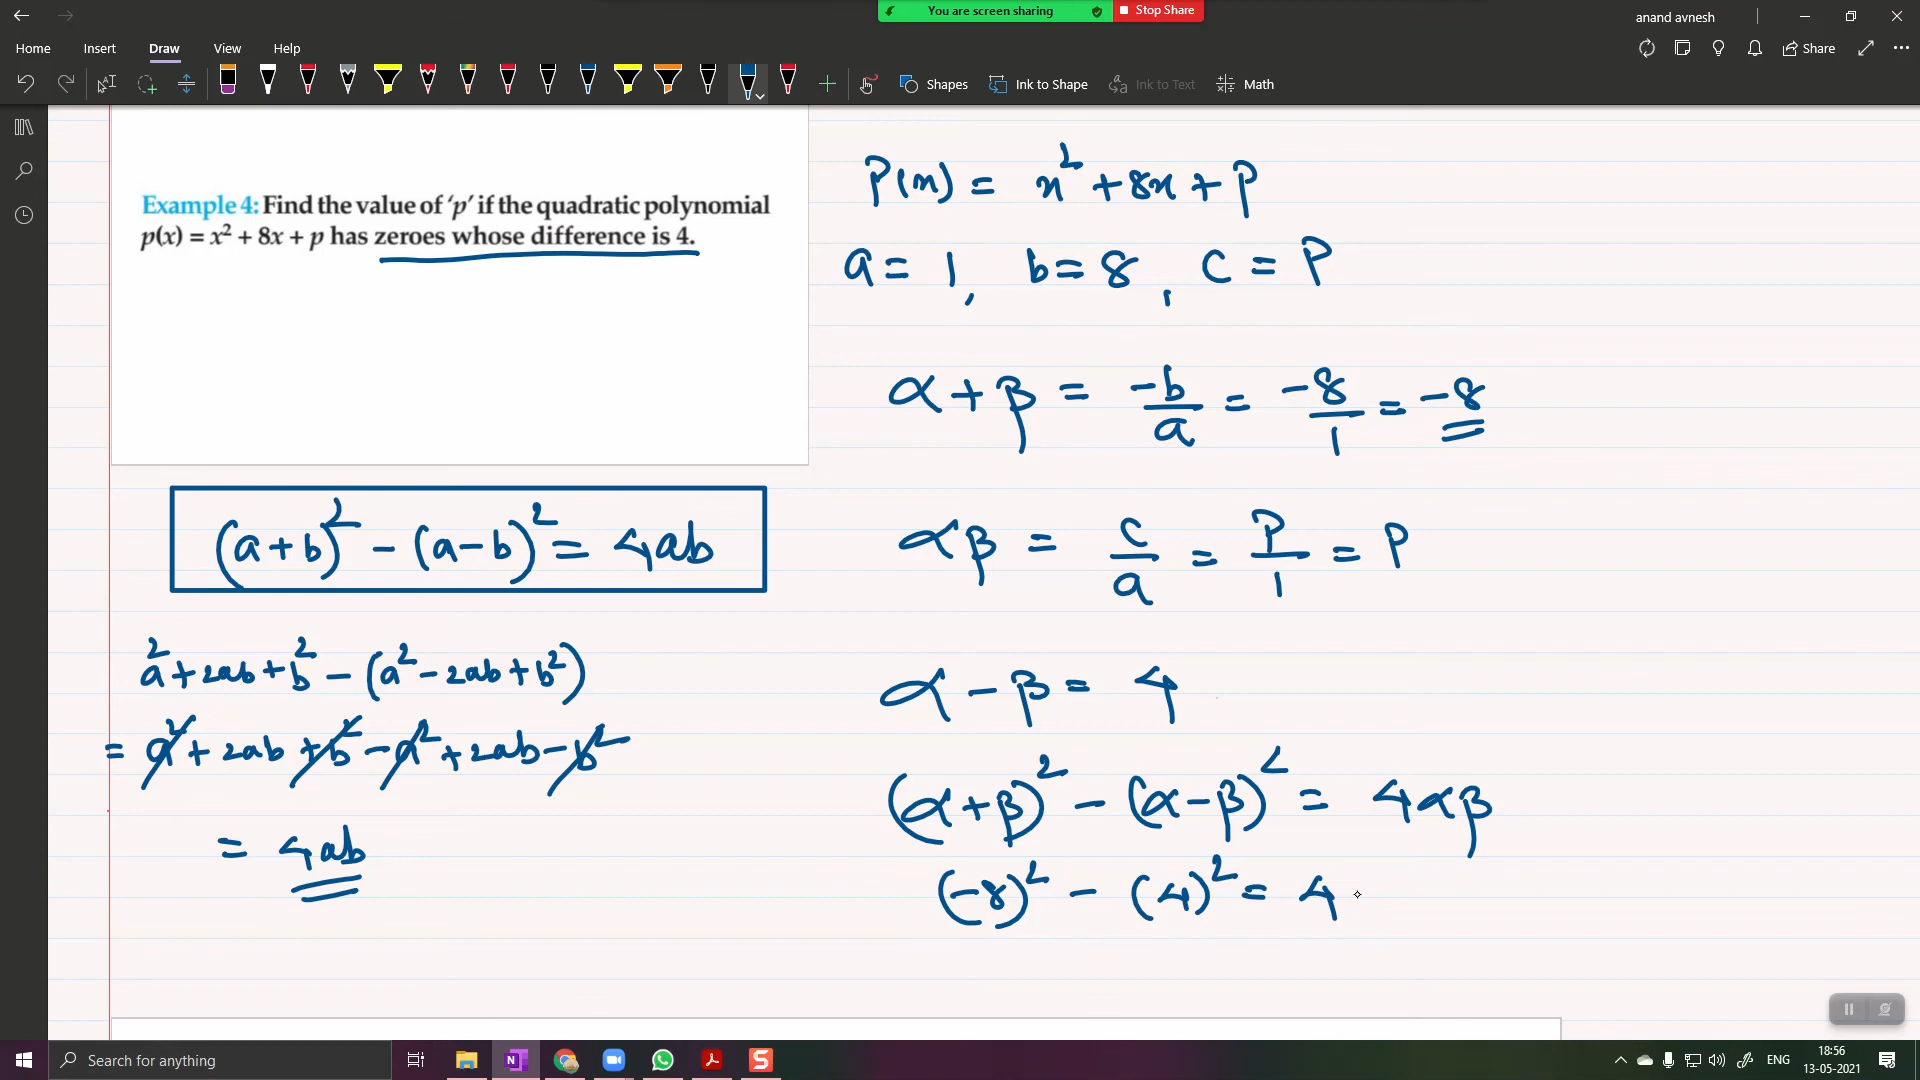 You are screen sharing
Stop Share
anand avnesh
Home Insert Draw View Help
Share
Shapes Ink to Shape Ink to Text Math
Example 4: Find the value of 'p' if the quadratic polynomial
p(x) = x² + 8x + p has zeroes whose difference is 4.
(a+b)² - (a-b)² = 4ab
a² + 2ab + b² - (a² - 2ab + b²)
= a² + 2ab + b² - a² + 2ab - b²
= 4ab
P(x) = x² + 8x + P
a = 1, b = 8, c = P
α + β = -b/a = -8/1 = -8
αβ = c/a = P/1 = P
α - β = 4
(α+β)² - (α-β)² = 4αβ
(-8)² - (4)² = 4
Search for anything
ENG
18:56
13-05-2021